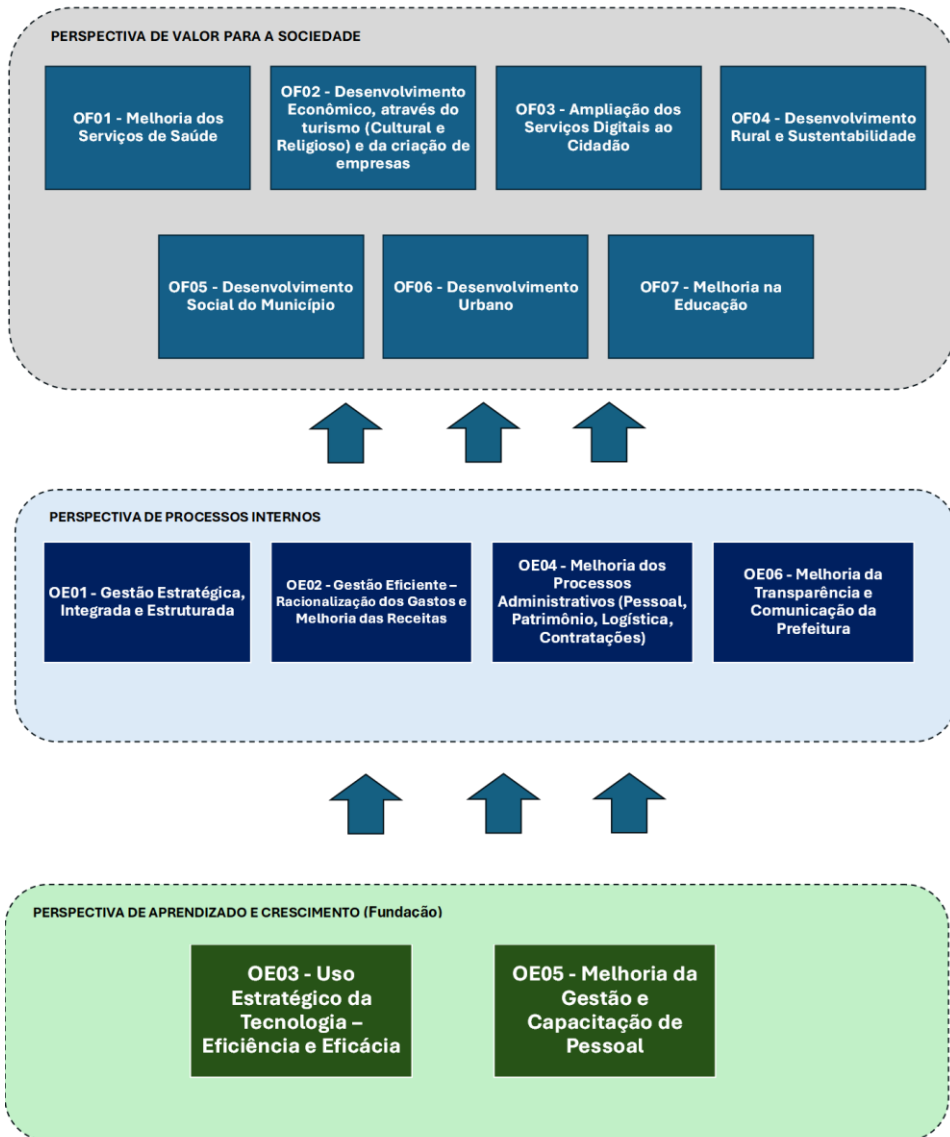 PERSPECTIVA DE VALOR PARA A SOCIEDADE
OF01 - Melhoria dos
Serviços de Saúde
OF02 - Desenvolvimento
Econômico, através do
turismo (Cultural e
Religioso) e da criação de
empresas
OF03 - Ampliação dos
Serviços Digitais ao
Cidadão
OF04 - Desenvolvimento
Rural e Sustentabilidade
OF05 - Desenvolvimento
Social do Município
OF06 - Desenvolvimento
Urbano
OF07 - Melhoria na
Educação
PERSPECTIVA DE PROCESSOS INTERNOS
OE01 - Gestão Estratégica,
Integrada e Estruturada
OE02 - Gestão Eficiente –
Racionalização dos Gastos e
Melhoria das Receitas
OE04 - Melhoria dos
Processos
Administrativos (Pessoal,
Patrimônio, Logística,
Contratações)
OE06 - Melhoria da
Transparência e
Comunicação da
Prefeitura
PERSPECTIVA DE APRENDIZADO E CRESCIMENTO (Fundação)
OE03 - Uso
Estratégico da
Tecnologia –
Eficiência e Eficácia
OE05 - Melhoria da
Gestão e
Capacitação de
Pessoal